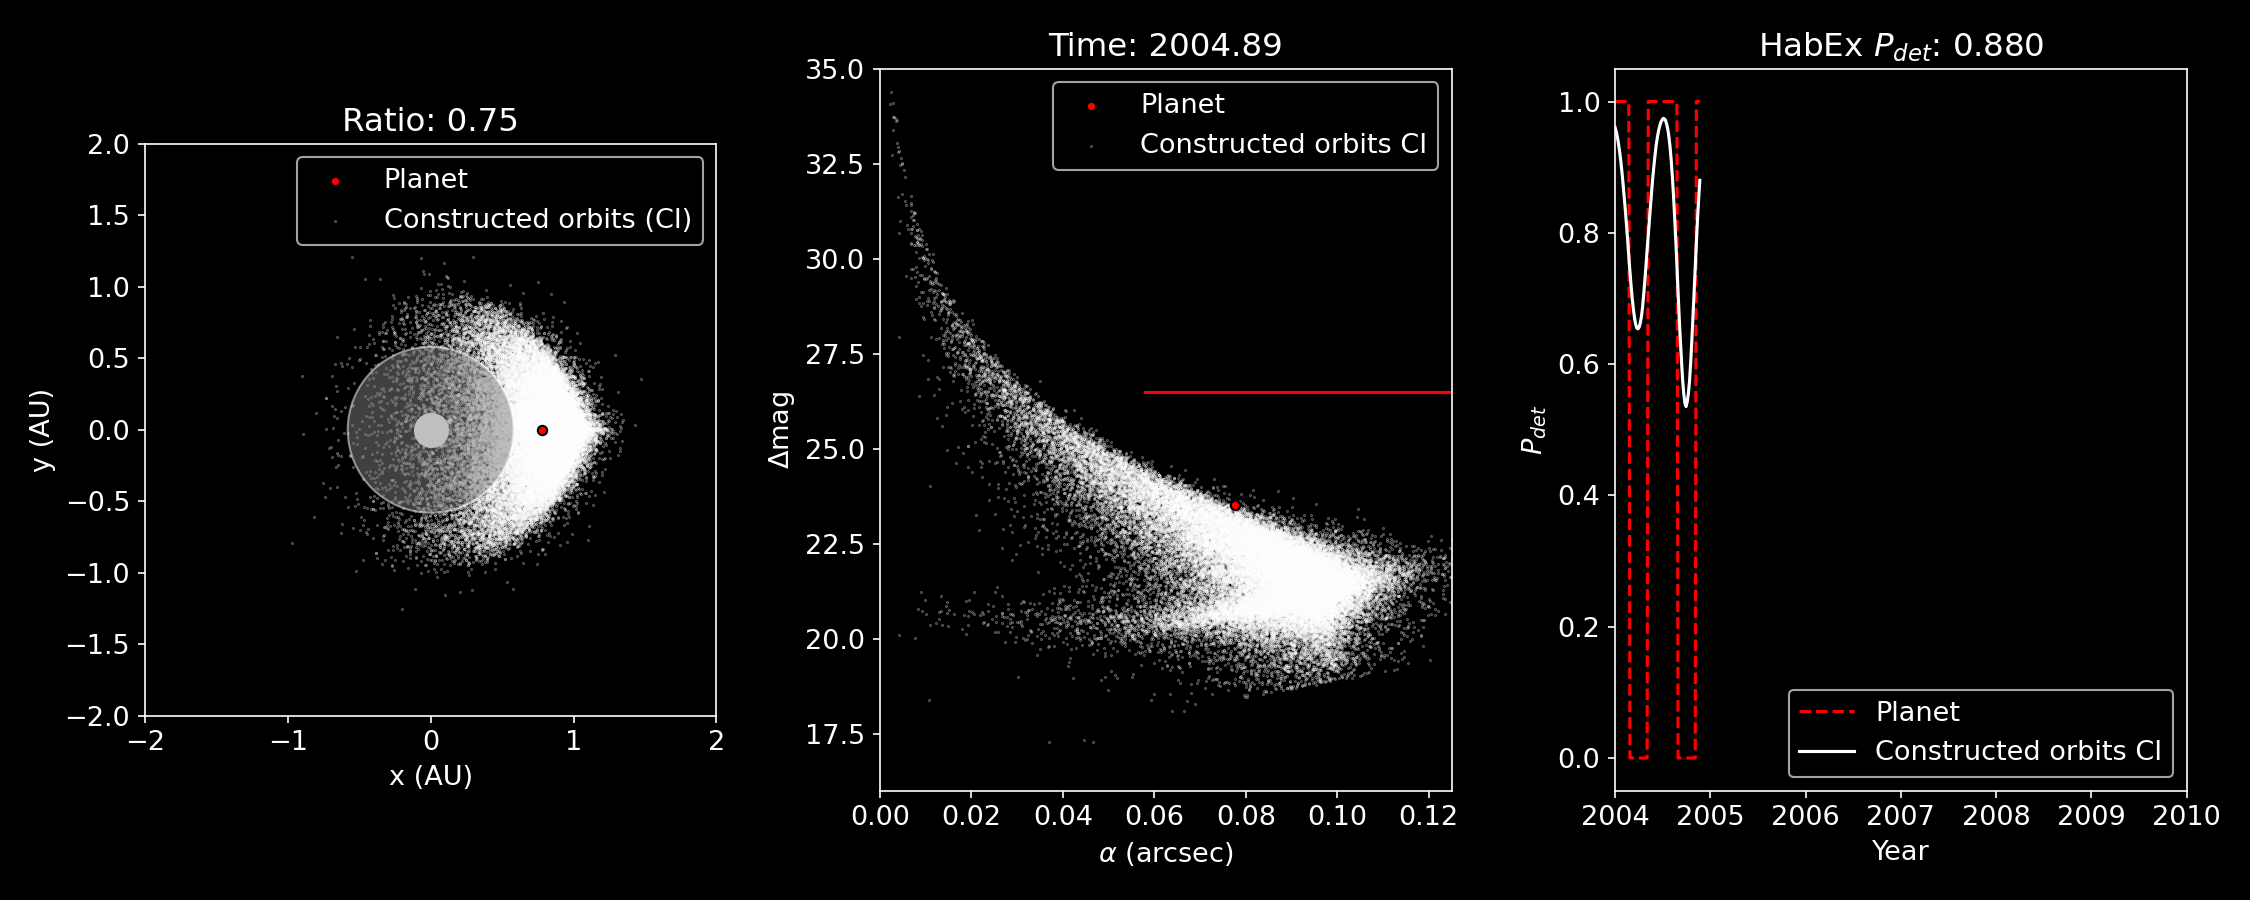 Ratio: 0.75
Planet
Constructed orbits (CI)
2.0
1.5
1.0
0.5
0.0
−0.5
−1.0
−1.5
−2.0
y (AU)
−2
−1
0
1
2
x (AU)
Time: 2004.89
Planet
Constructed orbits CI
35.0
32.5
30.0
27.5
25.0
22.5
20.0
17.5
Δmag
0.00
0.02
0.04
0.06
0.08
0.10
0.12
α (arcsec)
HabEx P_det: 0.880
1.0
0.8
0.6
0.4
0.2
0.0
P_det
Planet
Constructed orbits CI
2004
2005
2006
2007
2008
2009
2010
Year